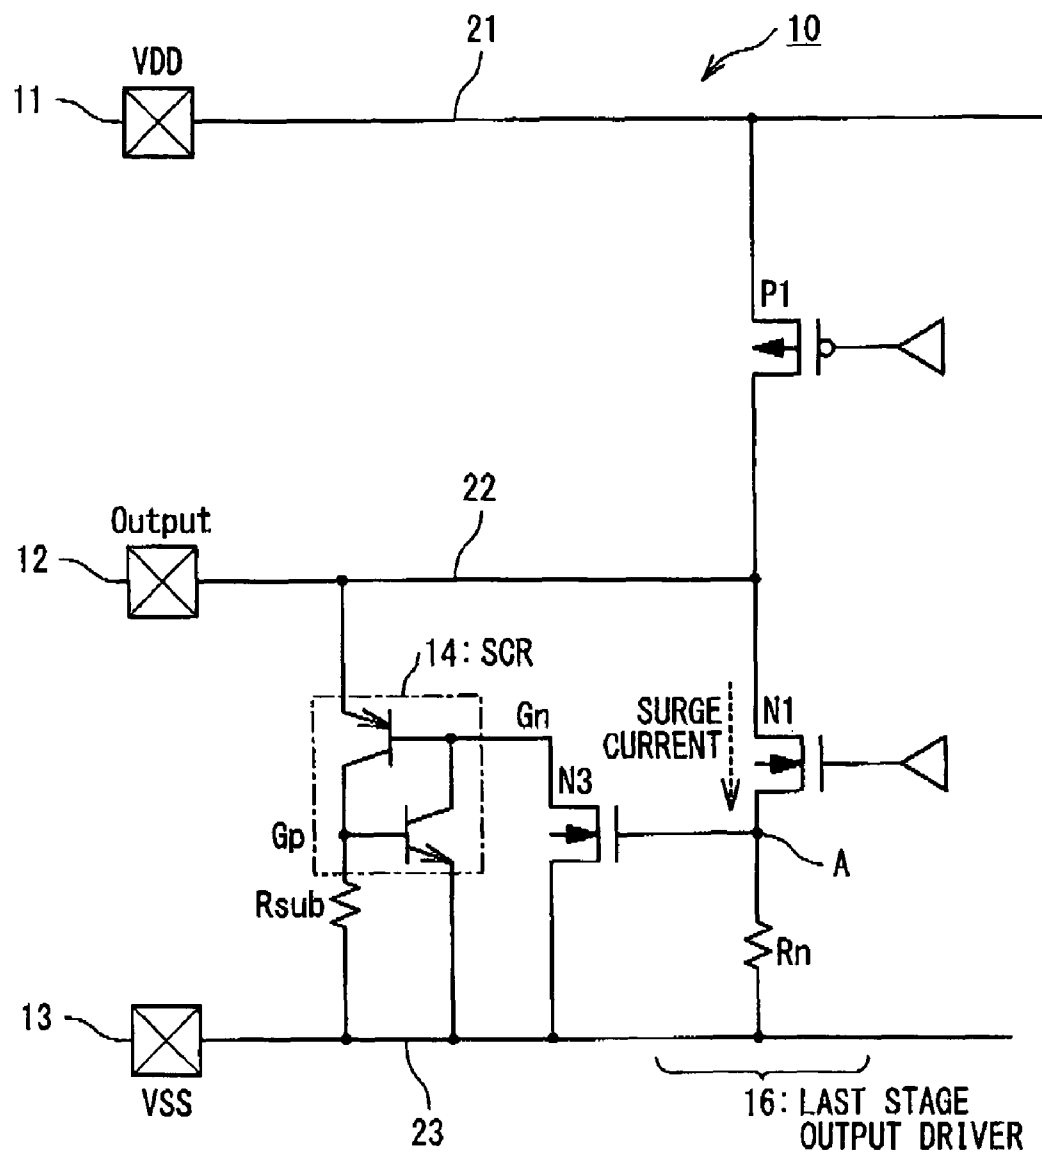 10
21
VDD
11
P1
Output
22
12
14: SCR
Gn
SURGE
CURRENT
N1
N3
Gp
A
Rsub
Rn
13
VSS
23
16: LAST STAGE
OUTPUT DRIVER